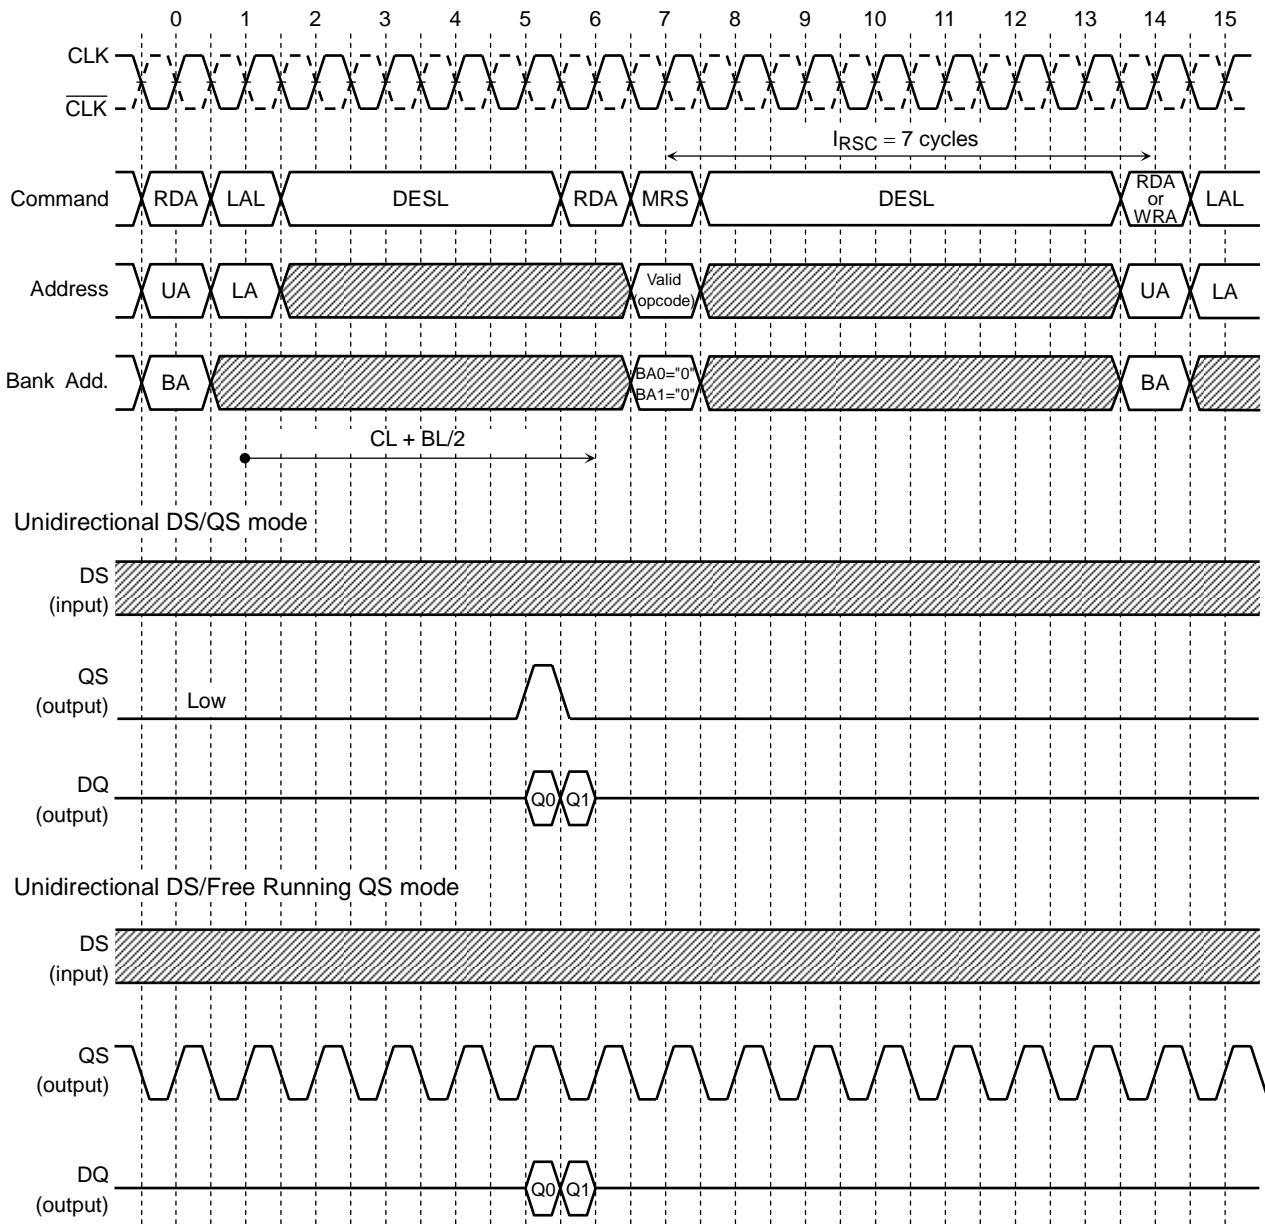 0 1 2 3 4 5 6 7 8 9 10 11 12 13 14 15
CLK
CLK
IRSC = 7 cycles
Command RDA LAL DESL RDA MRS DESL RDA or WRA LAL
Address UA LA Valid (opcode) UA LA
Bank Add. BA BA0="0" BA1="0" BA
CL + BL/2
Unidirectional DS/QS mode
DS
(input)
QS
(output)
Low
DQ
(output)
Q0 Q1
Unidirectional DS/Free Running QS mode
DS
(input)
QS
(output)
DQ
(output)
Q0 Q1